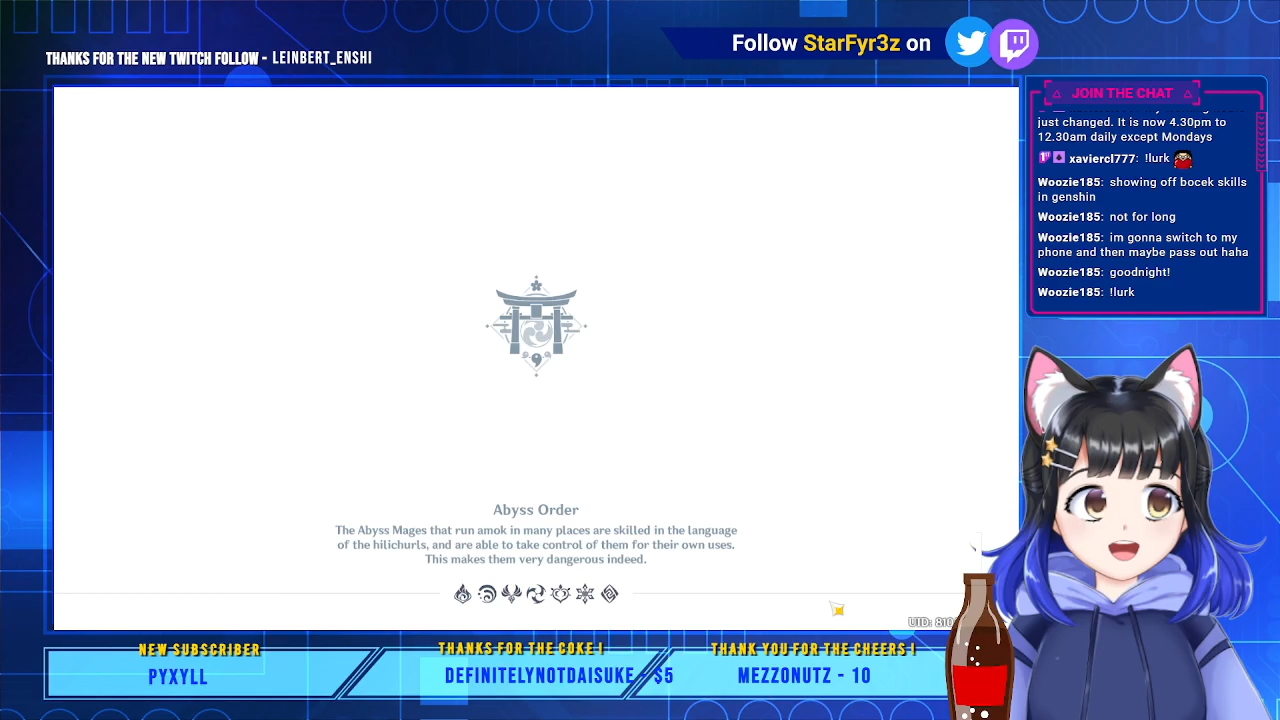 THANKS FOR THE NEW TWITCH FOLLOW - LEINBERT_ENSHI
Follow StarFyr3z on
JOIN THE CHAT
just changed. It is now 4.30pm to
12.30am daily except Mondays
xaviercl777: !lurk
Woozie185: showing off bocek skills
in genshin
Woozie185: not for long
Woozie185: im gonna switch to my
phone and then maybe pass out haha
Woozie185: goodnight!
Woozie185: !lurk
Abyss Order
The Abyss Mages that run amok in many places are skilled in the language
of the hilichurls, and are able to take control of them for their own uses.
This makes them very dangerous indeed.
UID: 810
NEW SUBSCRIBER
PYXYLL
THANKS FOR THE COKE !
DEFINITELYNOTDAISUKE - $5
THANK YOU FOR THE CHEERS !
MEZZONUTZ - 10